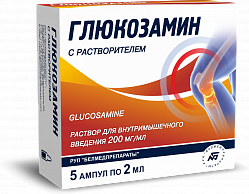 ГЛЮКОЗАМИН
С РАСТВОРИТЕЛЕМ
GLUCOSAMINE
РАСТВОР ДЛЯ ВНУТРИМЫШЕЧНОГО
ВВЕДЕНИЯ 200 МГ/МЛ
РУП "БЕЛМЕДПРЕПАРАТЫ"
5 АМПУЛ ПО 2 МЛ